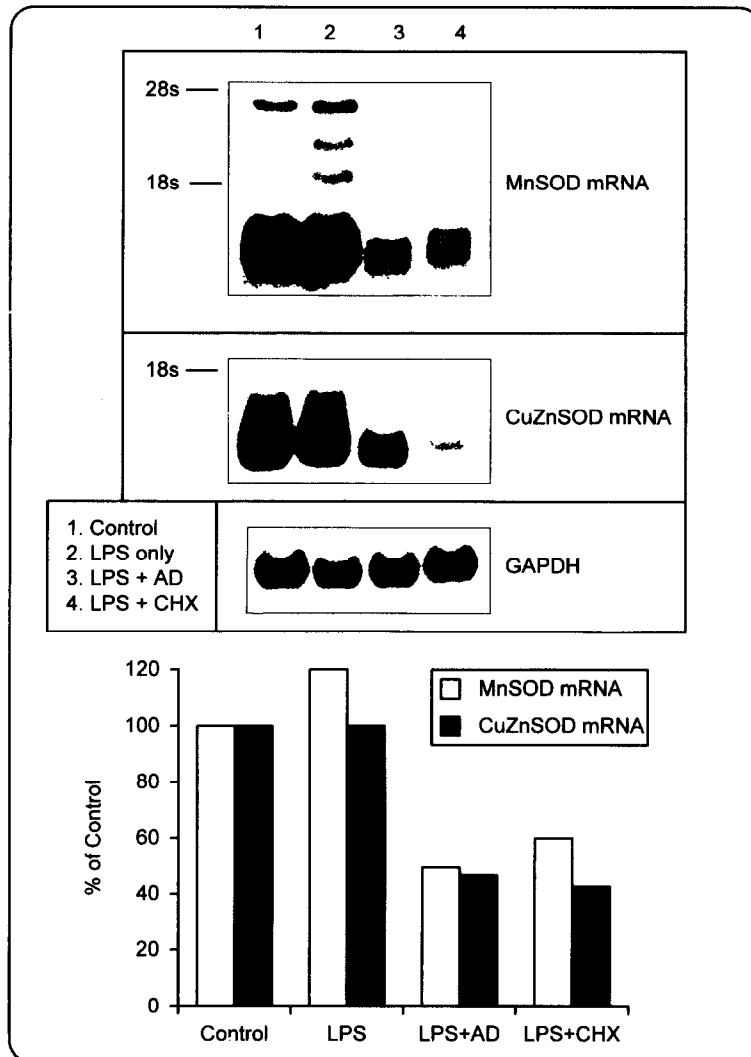 1 2 3 4
28s
18s
MnSOD mRNA
18s
CuZnSOD mRNA
1. Control
2. LPS only
3. LPS + AD
4. LPS + CHX
GAPDH
120
100
80
60
40
20
0
% of Control
MnSOD mRNA
CuZnSOD mRNA
Control LPS LPS+AD LPS+CHX